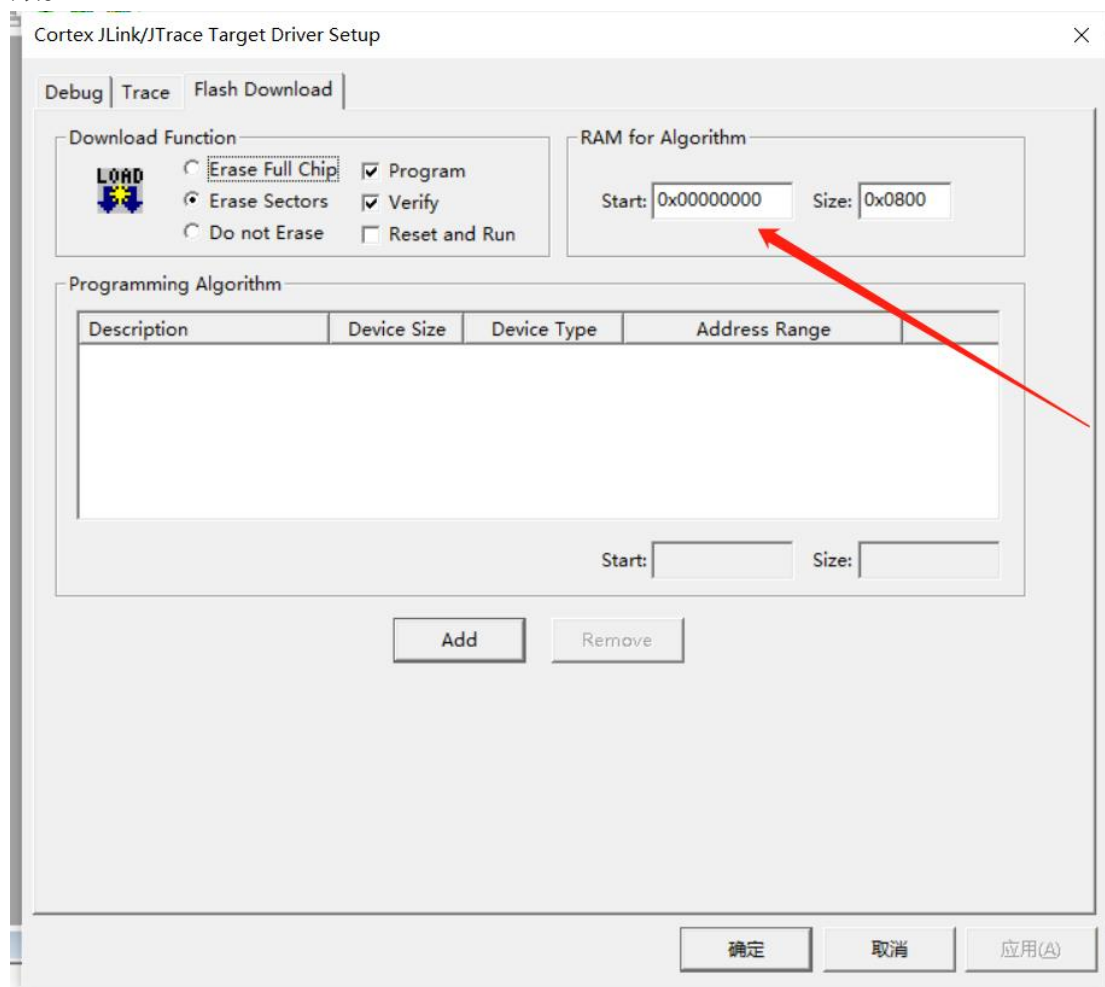 Cortex JLink/JTrace Target Driver Setup
Debug Trace Flash Download
Download Function
LOAD
Erase Full Chip
Program
Erase Sectors
Verify
Do not Erase
Reset and Run
RAM for Algorithm
Start: 0x00000000 Size: 0x0800
Programming Algorithm
Description Device Size Device Type Address Range
Start: Size:
Add Remove
确定 取消 应用(A)